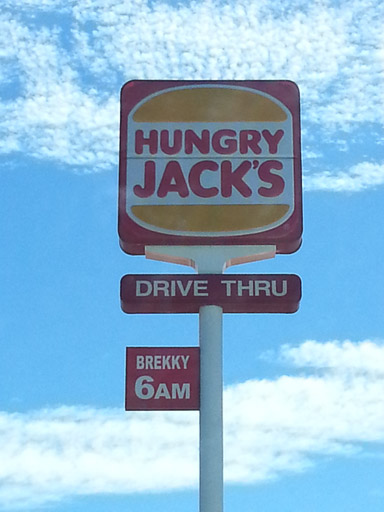 HUNGRY
JACK'S
DRIVE THRU
BREKKY
6AM